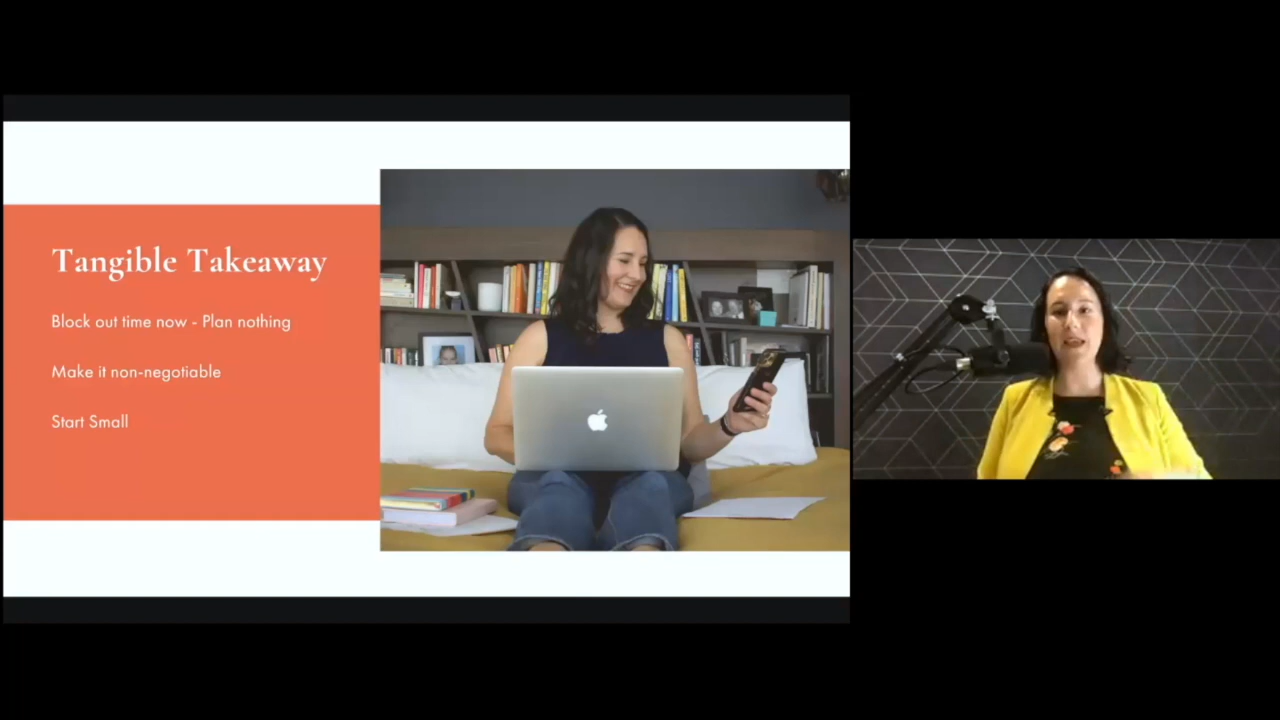 Tangible Takeaway
Block out time now - Plan nothing
Make it non-negotiable
Start Small